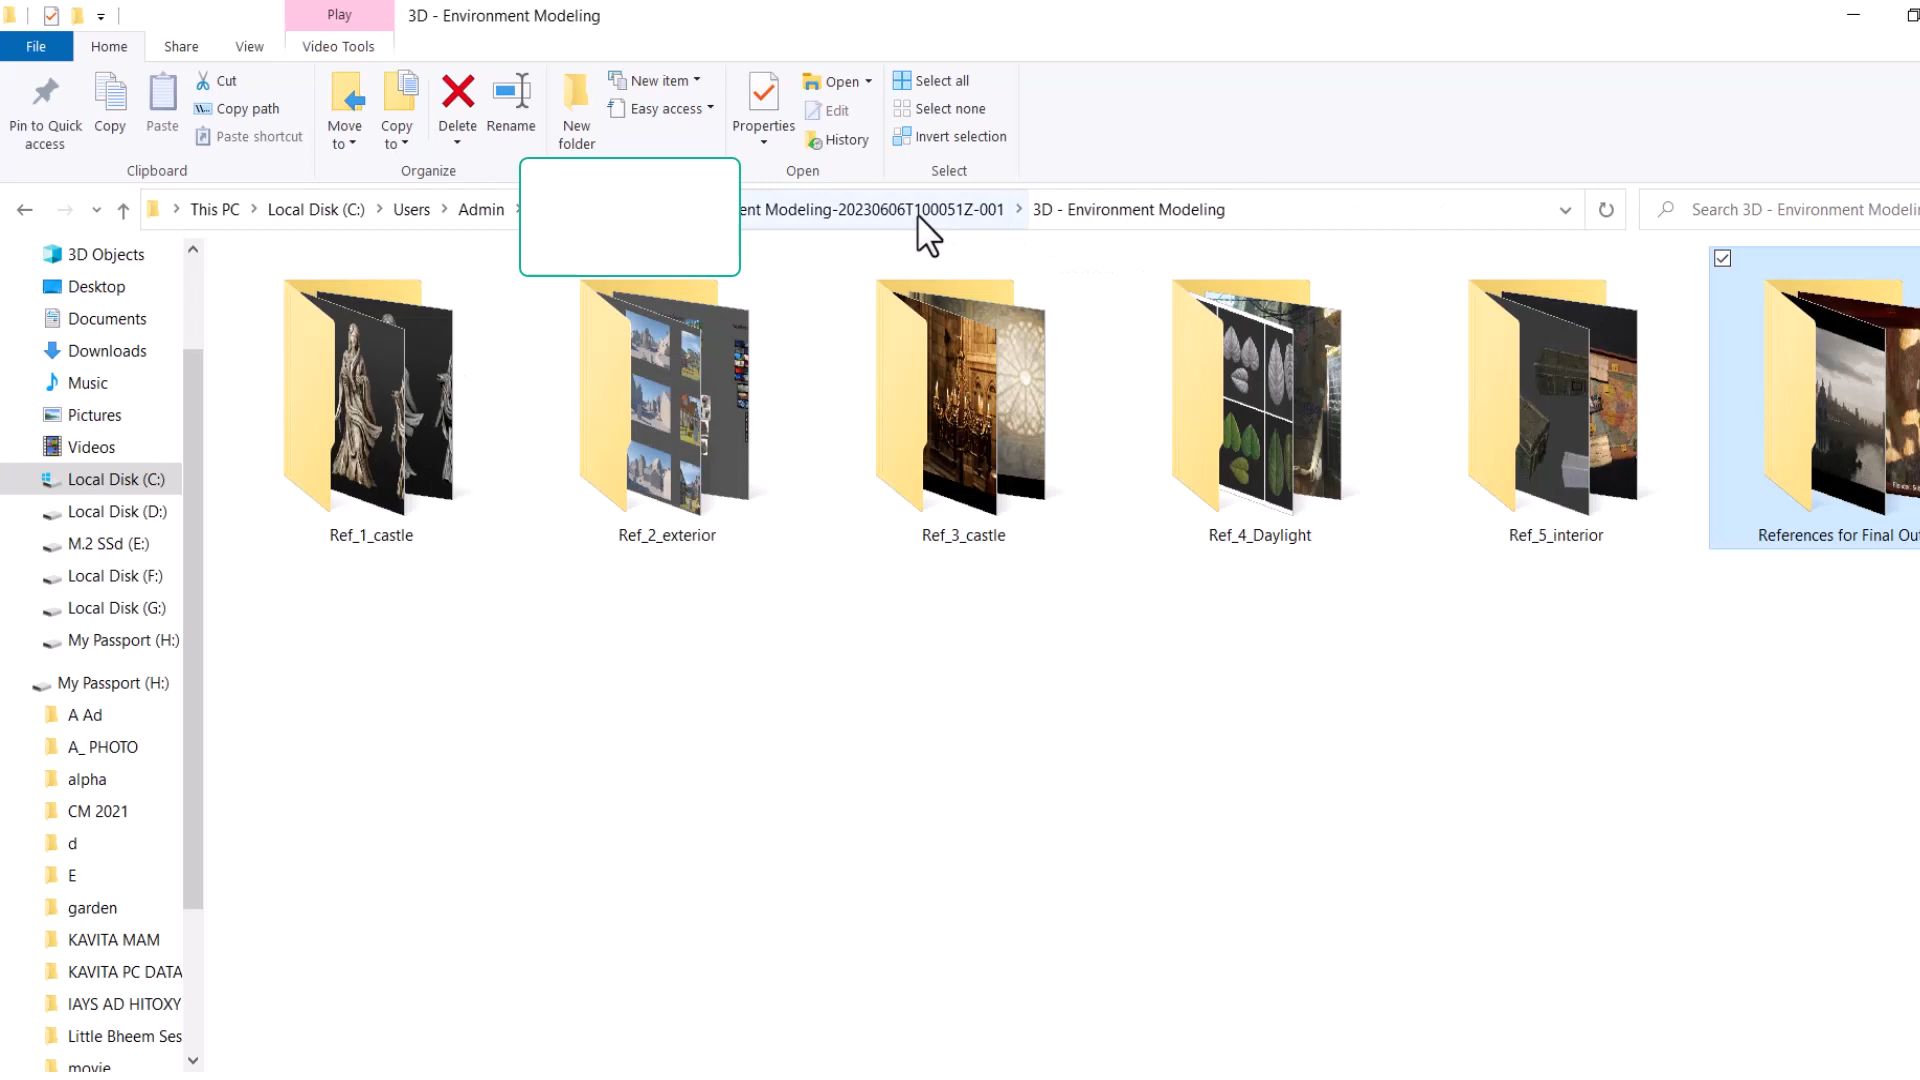 Play
3D - Environment Modeling
File
Home
Share
View
Video Tools
Pin to Quick access
Copy
Paste
Cut
Copy path
Paste shortcut
Clipboard
Move to
Copy to
Delete
Rename
Organize
New folder
New item
Easy access
Properties
Open
Edit
History
Open
Select all
Select none
Invert selection
Select
This PC
Local Disk (C:)
Users
Admin
ent Modeling-20230606T100051Z-001
3D - Environment Modeling
Search 3D - Environment Modeli
3D Objects
Desktop
Documents
Downloads
Music
Pictures
Videos
Local Disk (C:)
Local Disk (D:)
M.2 SSd (E:)
Local Disk (F:)
Local Disk (G:)
My Passport (H:)
My Passport (H:)
A Ad
A_ PHOTO
alpha
CM 2021
d
E
garden
KAVITA MAM
KAVITA PC DATA
IAYS AD HITOXY
Little Bheem Ses
movie
Ref_1_castle
Ref_2_exterior
Ref_3_castle
Ref_4_Daylight
Ref_5_interior
References for Final Out